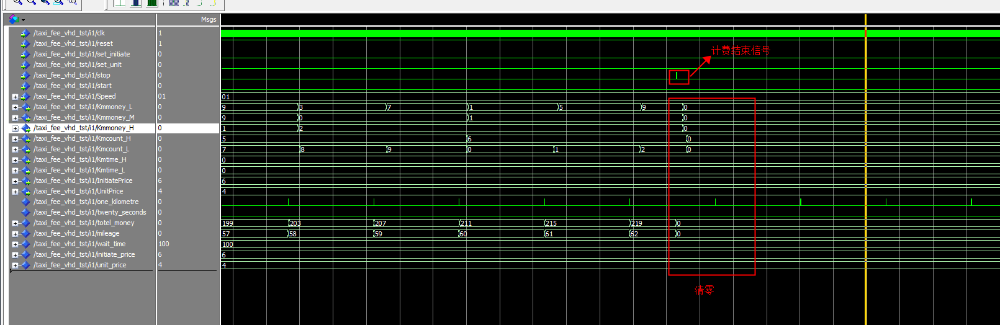 Msgs
/taxi_fee_vhd_tst/i1/clk 1
/taxi_fee_vhd_tst/i1/reset 1
计费结束信号
/taxi_fee_vhd_tst/i1/set_initiate 0
/taxi_fee_vhd_tst/i1/set_unit 0
/taxi_fee_vhd_tst/i1/stop 0
/taxi_fee_vhd_tst/i1/start 0
/taxi_fee_vhd_tst/i1/Speed 01 01
/taxi_fee_vhd_tst/i1/Kmmoney_L 0 9 3 7 1 5 9 0
/taxi_fee_vhd_tst/i1/Kmmoney_M 0 9 0 1 0
/taxi_fee_vhd_tst/i1/Kmmoney_H 0 1 2 0
/taxi_fee_vhd_tst/i1/Kmcount_H 0 5 6 0
/taxi_fee_vhd_tst/i1/Kmcount_L 0 7 8 9 0 1 2 0
/taxi_fee_vhd_tst/i1/Kmtime_H 0 0
/taxi_fee_vhd_tst/i1/Kmtime_L 0 0
/taxi_fee_vhd_tst/i1/InitiatePrice 6 6
/taxi_fee_vhd_tst/i1/UnitPrice 4 4
/taxi_fee_vhd_tst/i1/one_kilometre 0
/taxi_fee_vhd_tst/i1/twenty_seconds 0
/taxi_fee_vhd_tst/i1/totel_money 0 199 203 207 211 215 219 0
/taxi_fee_vhd_tst/i1/mileage 0 57 58 59 60 61 62 0
/taxi_fee_vhd_tst/i1/wait_time 100 100
/taxi_fee_vhd_tst/i1/initiate_price 6 6
/taxi_fee_vhd_tst/i1/unit_price 4 4
清零